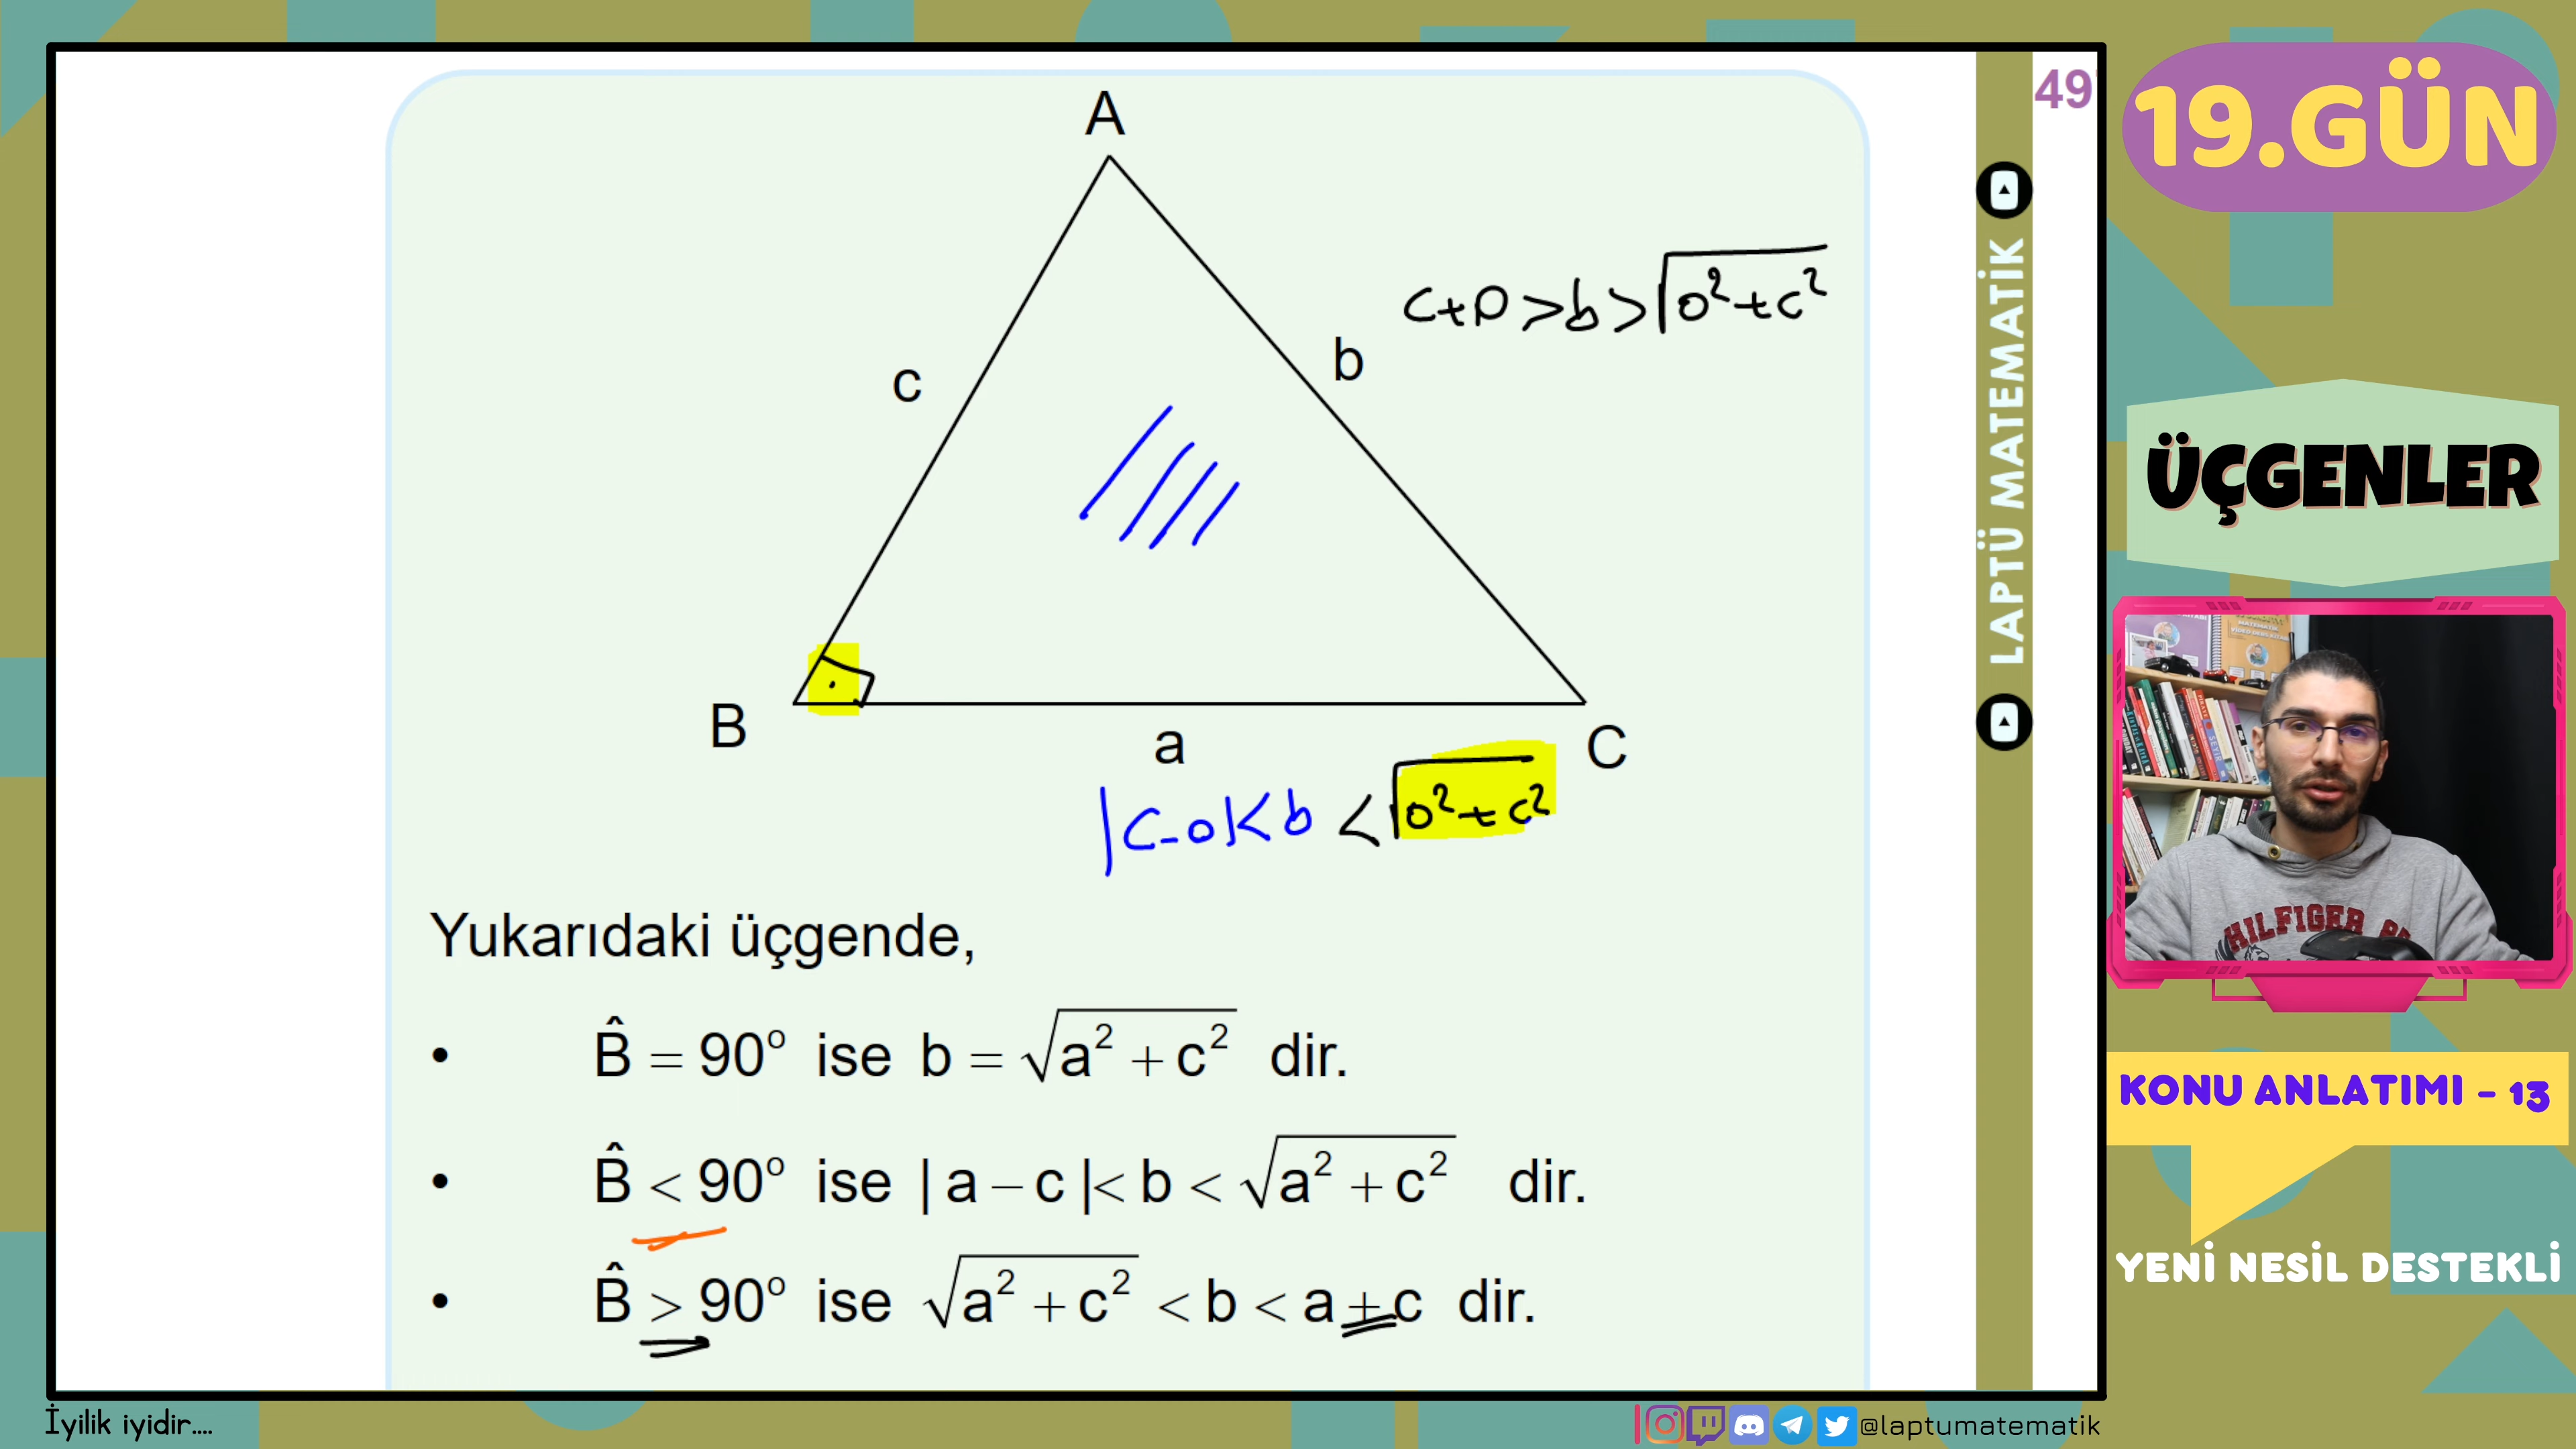 49
A
c
b
C+a>b>√a²+c²
B
a
C
|C-a|<b<√a²+c²
Yukarıdaki üçgende,
• B̂ = 90° ise b = √a² + c² dir.
• B̂ < 90° ise | a – c |< b < √a² + c² dir.
• B̂ > 90° ise √a² + c² < b < a + c dir.
LAPTÜ MATEMATİK
19.GÜN
ÜÇGENLER
HILFIGER
KONU ANLATIMI - 13
YENİ NESİL DESTEKLİ
İyilik iyidir....
@laptumatematik